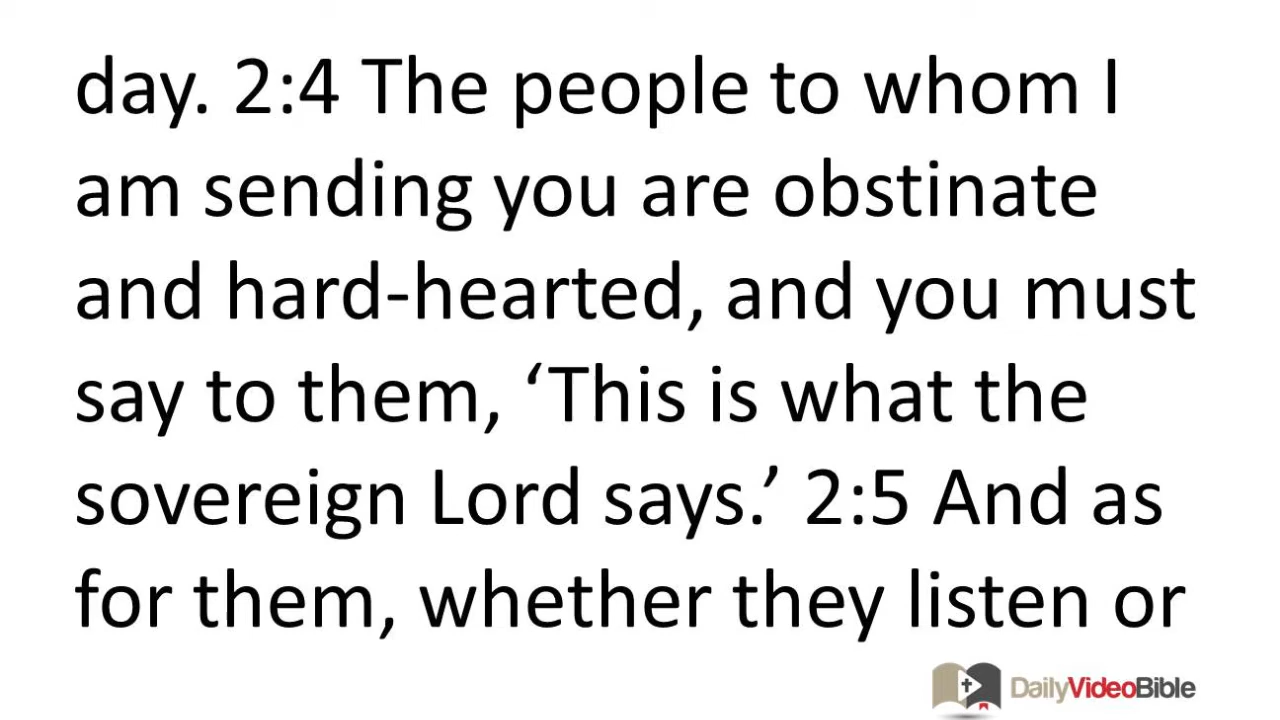 day. 2:4 The people to whom I
am sending you are obstinate
and hard-hearted, and you must
say to them, ‘This is what the
sovereign Lord says.’ 2:5 And as
for them, whether they listen or
DailyVideoBible